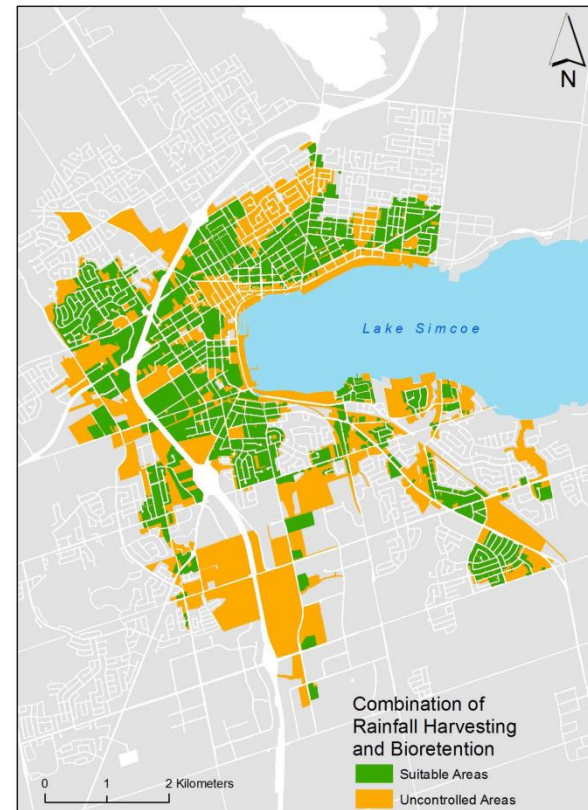 N
Lake Simcoe
Combination of
Rainfall Harvesting
and Bioretention
Suitable Areas
Uncontrolled Areas
0 1 2 Kilometers